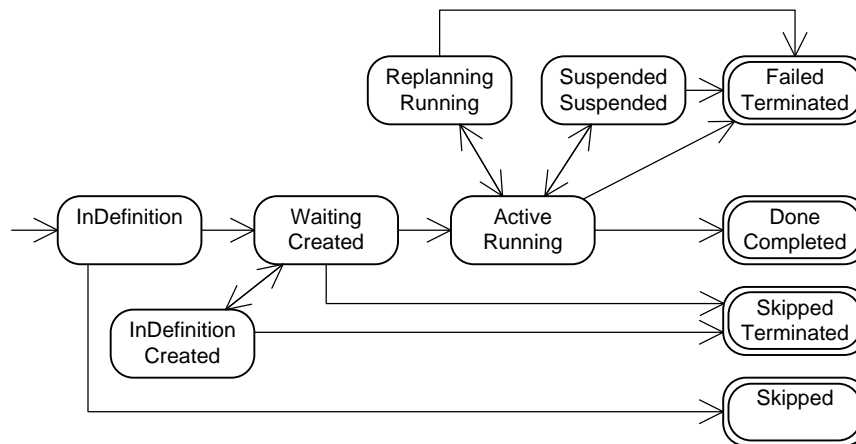 Replanning
Running
Suspended
Suspended
Failed
Terminated
InDefinition
Waiting
Created
Active
Running
Done
Completed
InDefinition
Created
Skipped
Terminated
Skipped